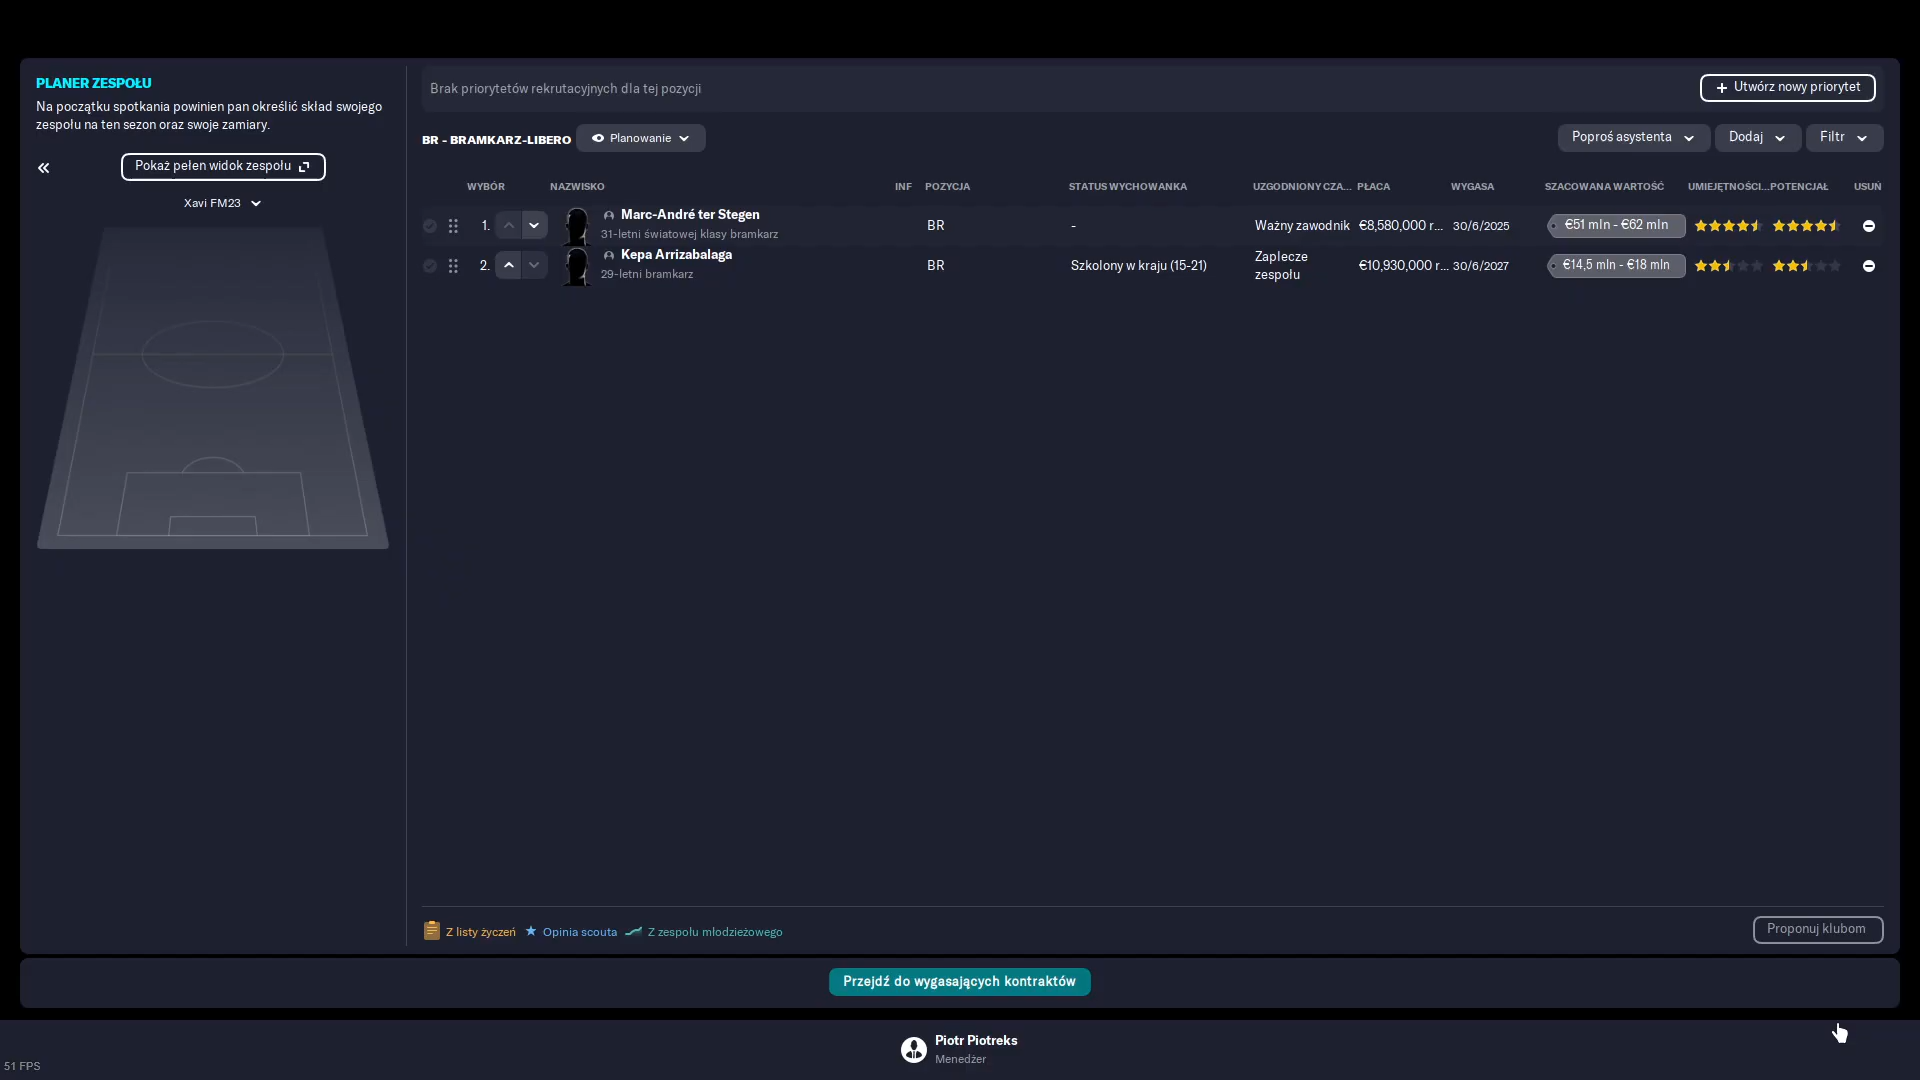 PLANER ZESPOŁU
Na początku spotkania powinien pan określić skład swojego
zespołu na ten sezon oraz swoje zamiary.
Pokaż pełen widok zespołu
Xavi FM23
Brak priorytetów rekrutacyjnych dla tej pozycji
Utwórz nowy priorytet
BR - BRAMKARZ-LIBERO
Planowanie
Poproś asystenta
Dodaj
Filtr
WYBÓR NAZWISKO INF POZYCJA STATUS WYCHOWANKA UZGODNIONY CZA... PŁACA WYGASA SZACOWANA WARTOŚĆ UMIEJĘTNOŚCI... POTENCJAŁ USUŃ
1. Marc-André ter Stegen
31-letni światowej klasy bramkarz
BR - Ważny zawodnik €8,580,000 r... 30/6/2025 €51 mln - €62 mln
2. Kepa Arrizabalaga
29-letni bramkarz
BR Szkolony w kraju (15-21) Zaplecze
zespołu
€10,930,000 r... 30/6/2027 €14,5 mln - €18 mln
Z listy życzeń Opinia scouta Z zespołu młodzieżowego
Proponuj klubom
Przejdź do wygasających kontraktów
Piotr Piotreks
Menedżer
51 FPS